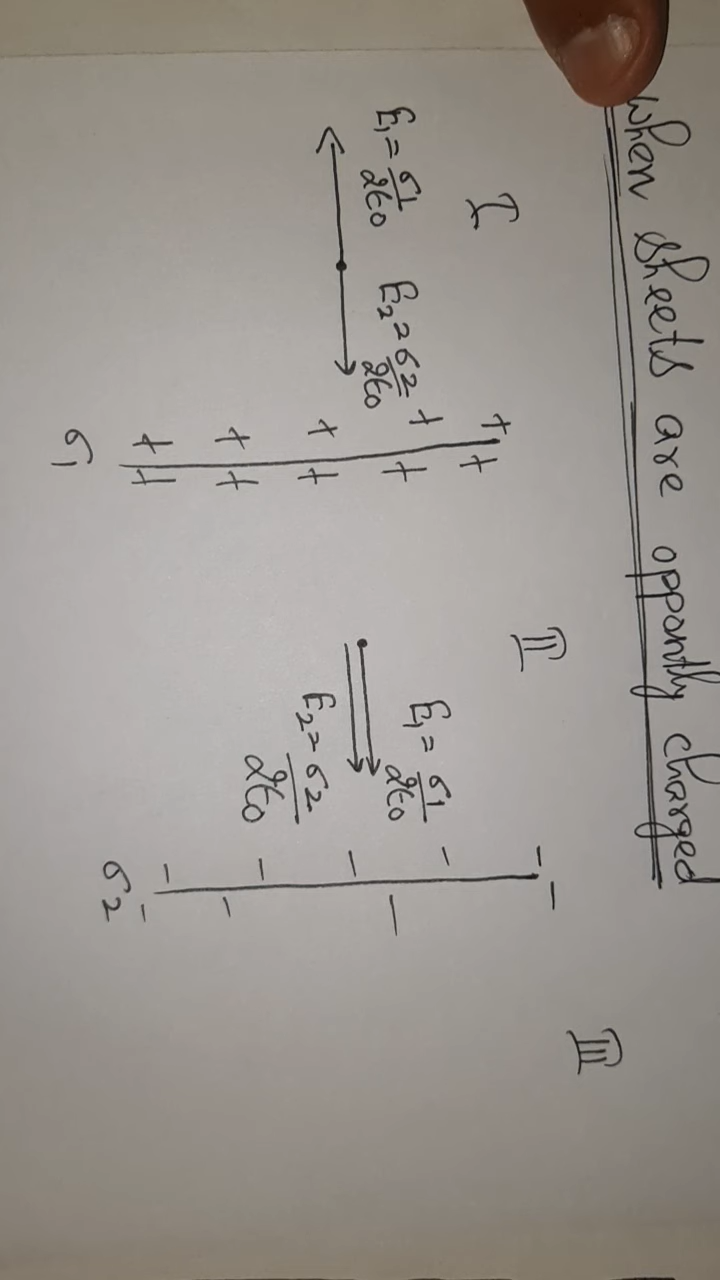 When sheets are oppontly charged
I
II
III
E₁ = σ1/2ε0
E₂ = σ2/2ε0
E₁ = σ1/2ε0
E₂ = σ2/2ε0
+ + + + +
+ + + + +
− − − − −
− − − −
σ₁
σ₂